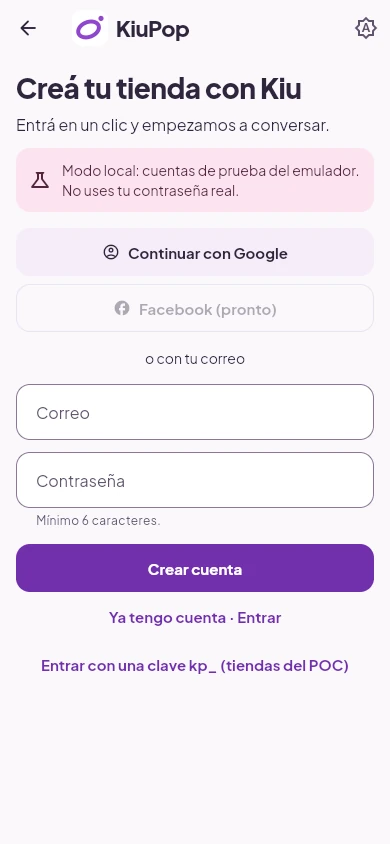 KiuPop
A
Creá tu tienda con Kiu
Entrá en un clic y empezamos a conversar.
Modo local: cuentas de prueba del emulador.
No uses tu contraseña real.
Continuar con Google
Facebook (pronto)
o con tu correo
Correo
Contraseña
Mínimo 6 caracteres.
Crear cuenta
Ya tengo cuenta · Entrar
Entrar con una clave kp_ (tiendas del POC)